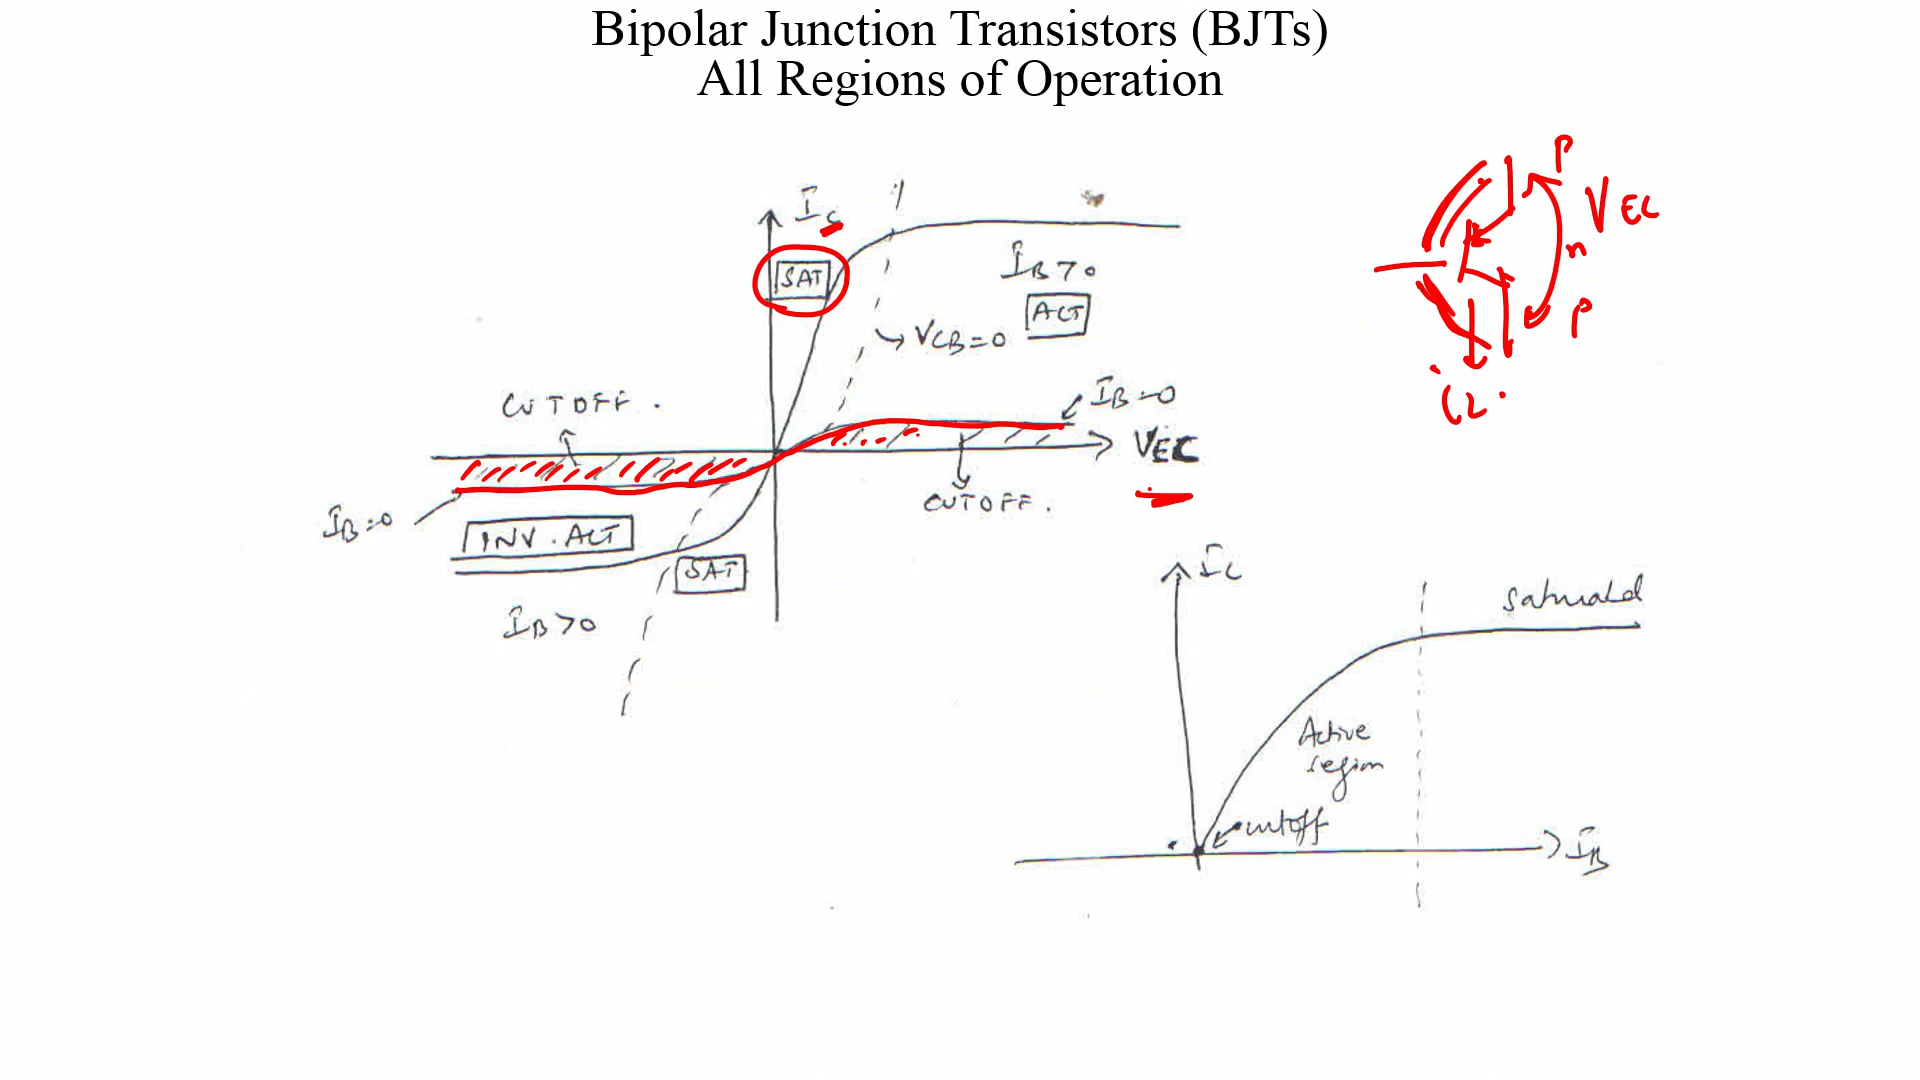 Bipolar Junction Transistors (BJTs)
All Regions of Operation
IC
SAT
IB>0
ACT
VCB=0
P
VEC
n
P
CUTOFF.
IB=0
VEC
CUTOFF.
IB=0
INV. ACT
SAT
IB>0
IC
Saturated
Active
region
cutoff
IB